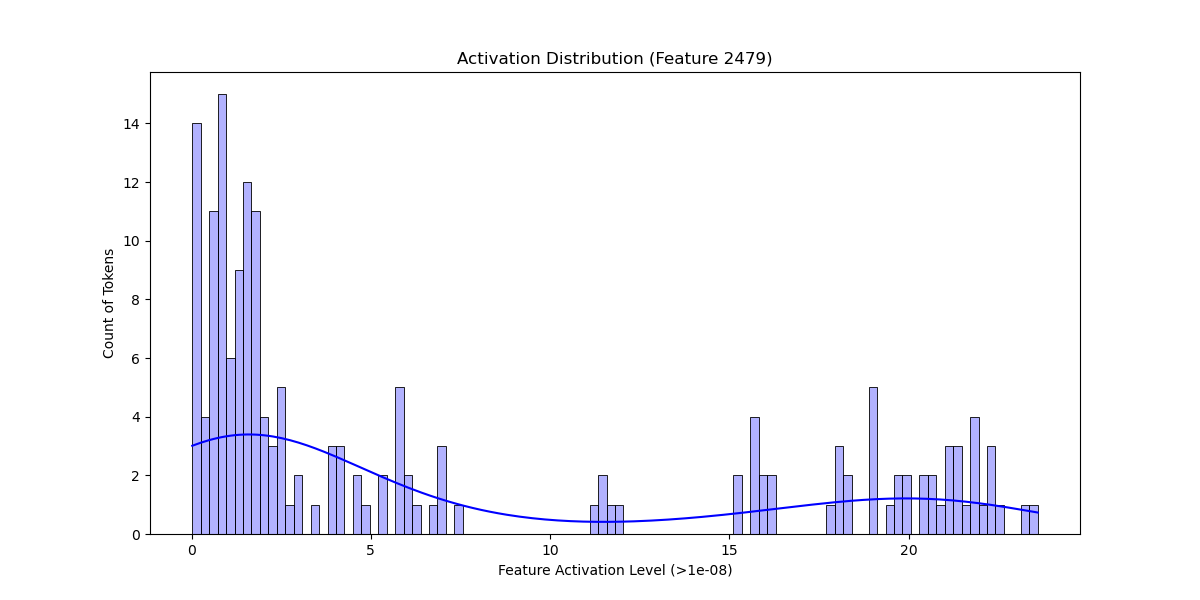 Activation Distribution (Feature 2479)
14
12
10
8
6
4
2
0
Count of Tokens
0 5 10 15 20
Feature Activation Level (>1e-08)